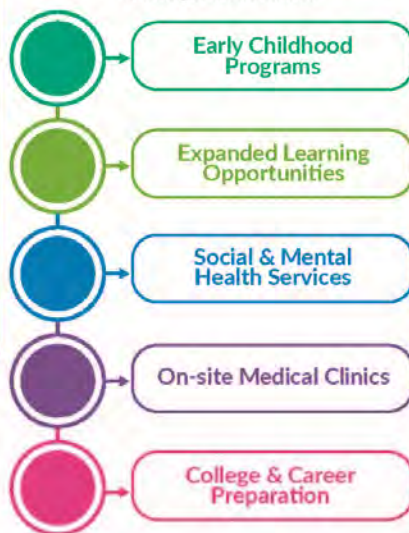 Early Childhood
Programs
Expanded Learning
Opportunities
Social & Mental
Health Services
On-site Medical Clinics
College & Career
Preparation